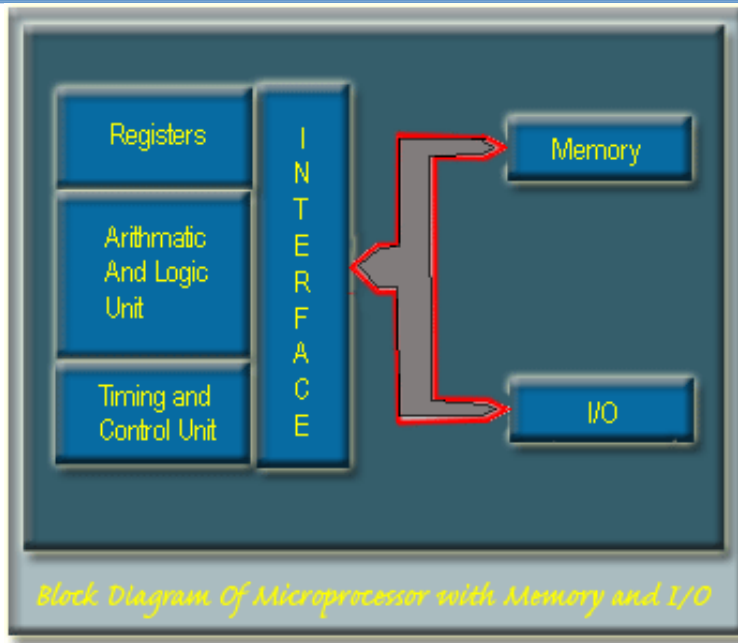 Registers
Arithmatic
And Logic
Unit
Timing and
Control Unit
I
N
T
E
R
F
A
C
E
Memory
I/O
Block Diagram Of Microprocessor with Memory and I/O